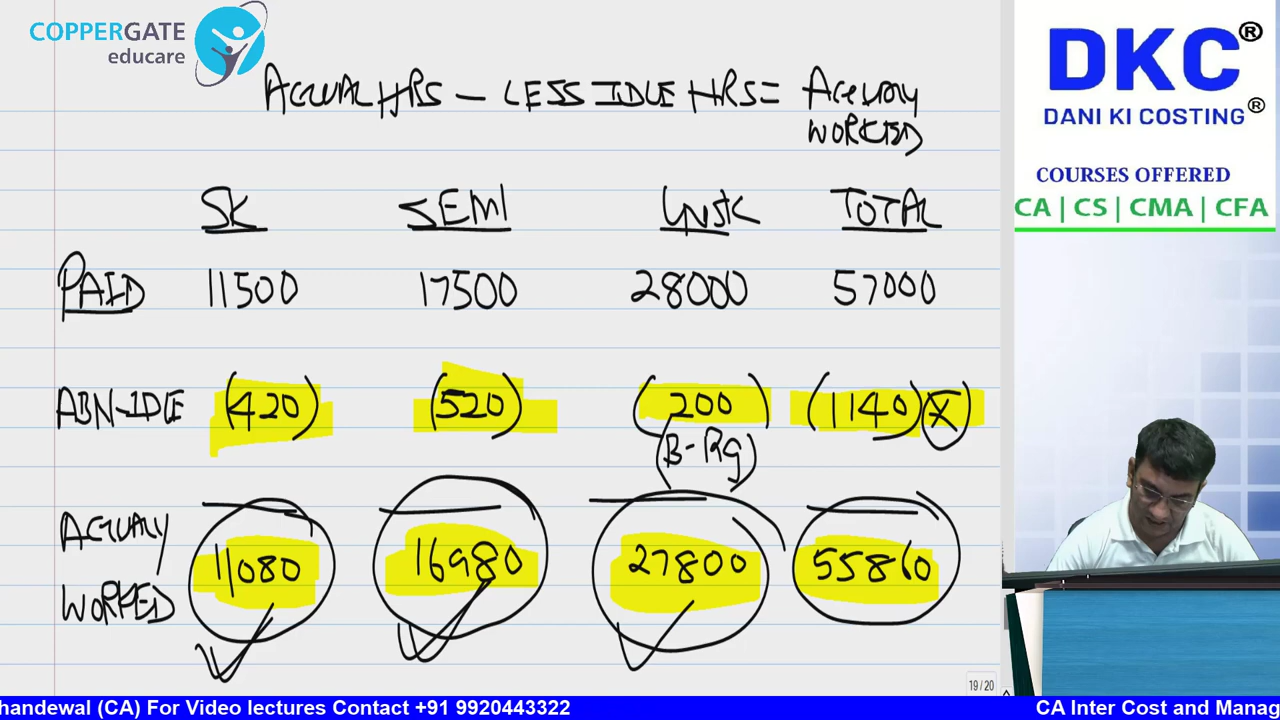 COPPERGATE
educare
ACTUAL HRS – LESS IDLE HRS = ACTUALLY
WORKED
SK SEMI UNSK TOTAL
PAID 11500 17500 28000 57000
ABN-IDLE (420) (520) (200) (1140) (X)
(B-Rg)
ACTUALLY
WORKED 11080 16980 27800 55860
19/20
DKC®
DANI KI COSTING®
COURSES OFFERED
CA | CS | CMA | CFA
handewal (CA) For Video lectures Contact +91 9920443322 CA Inter Cost and Manag